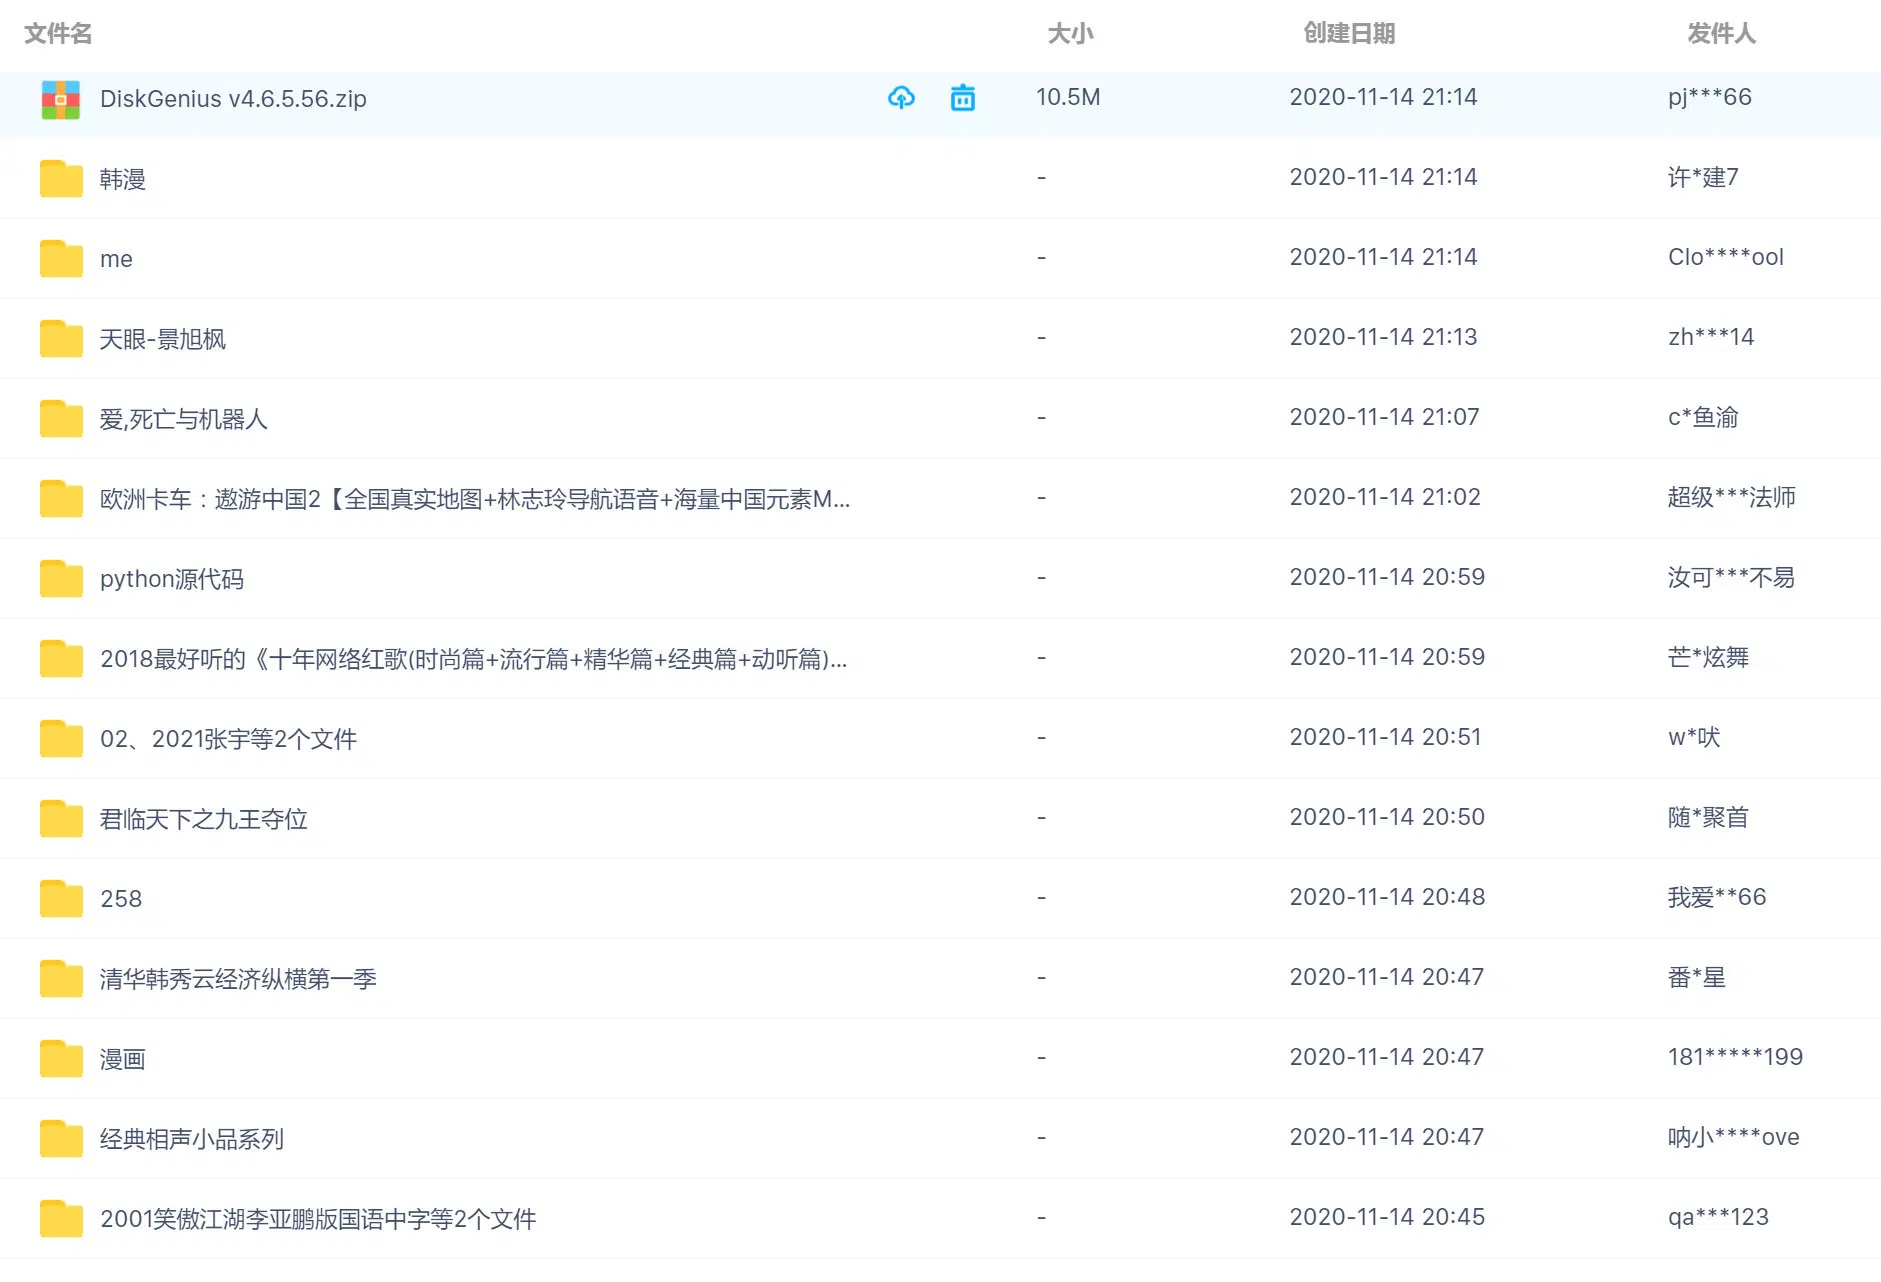 文件名 大小 创建日期 发件人
DiskGenius v4.6.5.56.zip 10.5M 2020-11-14 21:14 pj***66
韩漫 - 2020-11-14 21:14 许*建7
me - 2020-11-14 21:14 Clo****ool
天眼-景旭枫 - 2020-11-14 21:13 zh***14
爱,死亡与机器人 - 2020-11-14 21:07 c*鱼渝
欧洲卡车：遨游中国2【全国真实地图+林志玲导航语音+海量中国元素M... - 2020-11-14 21:02 超级***法师
python源代码 - 2020-11-14 20:59 汝可***不易
2018最好听的《十年网络红歌(时尚篇+流行篇+精华篇+经典篇+动听篇)... - 2020-11-14 20:59 芒*炫舞
02、2021张宇等2个文件 - 2020-11-14 20:51 w*吠
君临天下之九王夺位 - 2020-11-14 20:50 随*聚首
258 - 2020-11-14 20:48 我爱**66
清华韩秀云经济纵横第一季 - 2020-11-14 20:47 番*星
漫画 - 2020-11-14 20:47 181*****199
经典相声小品系列 - 2020-11-14 20:47 呐小****ove
2001笑傲江湖李亚鹏版国语中字等2个文件 - 2020-11-14 20:45 qa***123